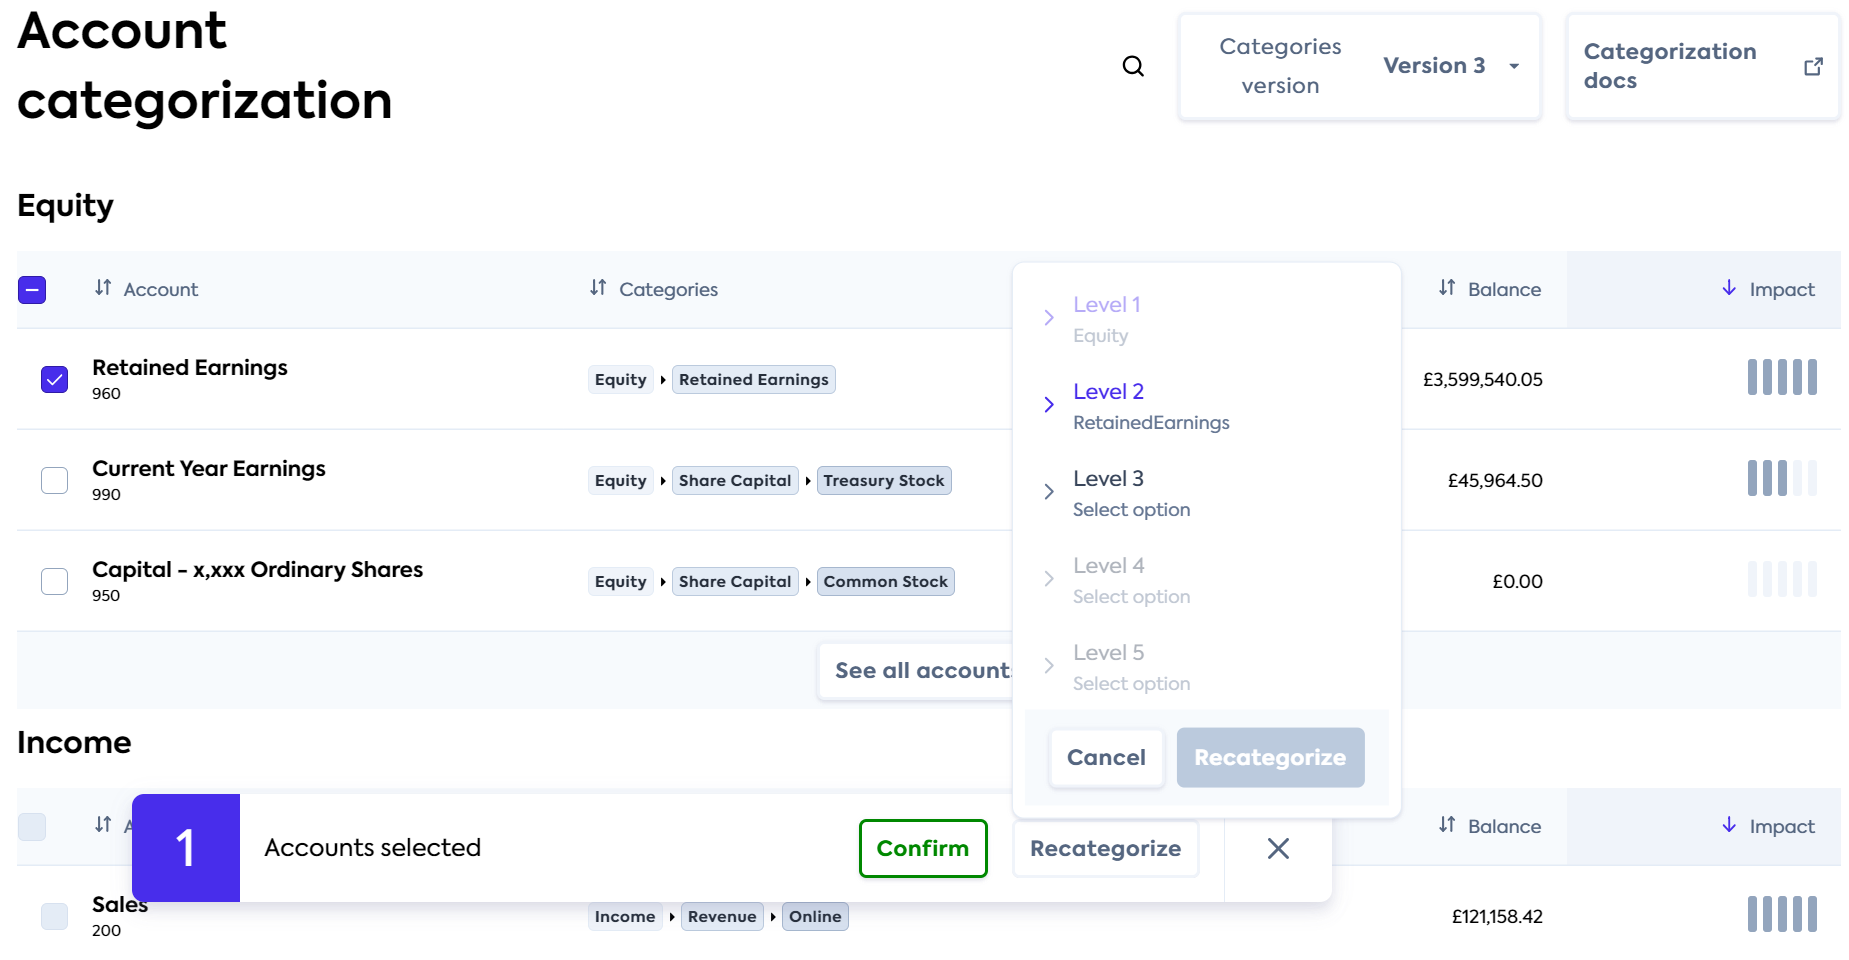 Account
categorization
Categories
version
Version 3
Categorization
docs
Equity
Account
Categories
Balance
Impact
Retained Earnings
960
Equity
Retained Earnings
£3,599,540.05
Current Year Earnings
990
Equity
Share Capital
Treasury Stock
£45,964.50
Capital - x,xxx Ordinary Shares
950
Equity
Share Capital
Common Stock
£0.00
See all account
Level 1
Equity
Level 2
RetainedEarnings
Level 3
Select option
Level 4
Select option
Level 5
Select option
Cancel
Recategorize
Income
Balance
Impact
1
Accounts selected
Confirm
Recategorize
Sales
200
Income
Revenue
Online
£121,158.42